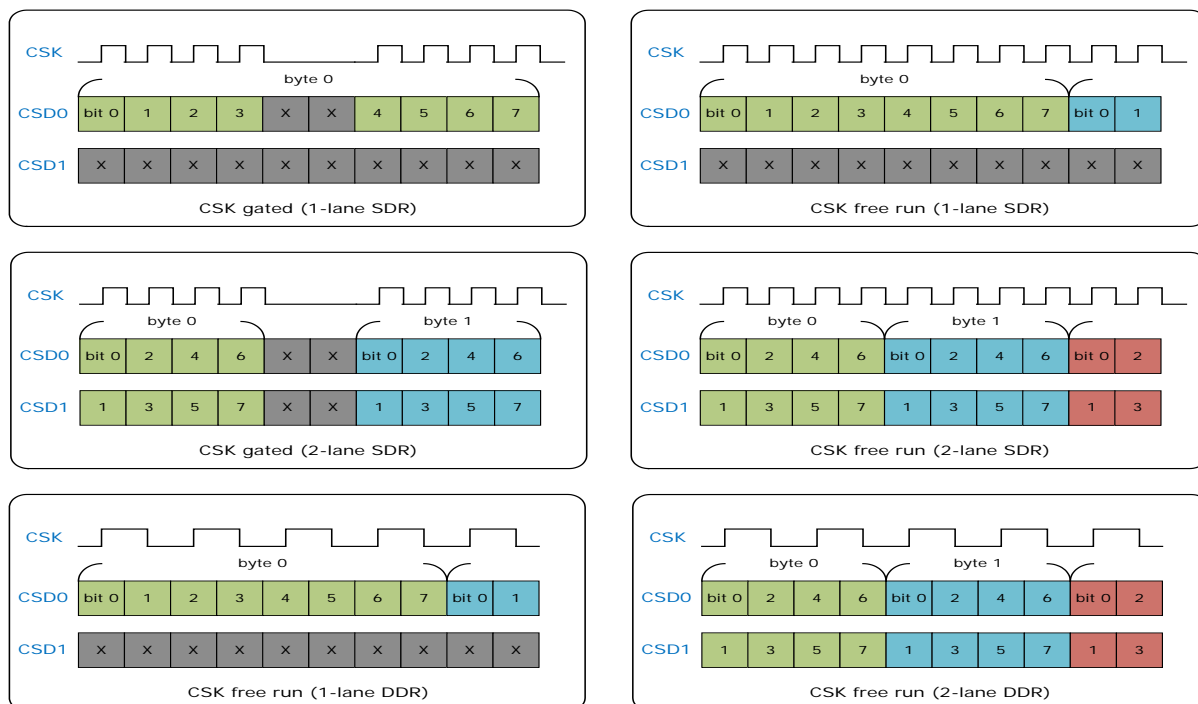 CSK
byte 0
CSD0 bit 0 1 2 3 X X 4 5 6 7
CSD1 X X X X X X X X X X
CSK gated (1-lane SDR)
CSK
byte 0
CSD0 bit 0 1 2 3 4 5 6 7 bit 0 1
CSD1 X X X X X X X X X X
CSK free run (1-lane SDR)
CSK
byte 0 byte 1
CSD0 bit 0 2 4 6 X X bit 0 2 4 6
CSD1 1 3 5 7 X X 1 3 5 7
CSK gated (2-lane SDR)
CSK
byte 0 byte 1
CSD0 bit 0 2 4 6 bit 0 2 4 6 bit 0 2
CSD1 1 3 5 7 1 3 5 7 1 3
CSK free run (2-lane SDR)
CSK
byte 0
CSD0 bit 0 1 2 3 4 5 6 7 bit 0 1
CSD1 X X X X X X X X X X
CSK free run (1-lane DDR)
CSK
byte 0 byte 1
CSD0 bit 0 2 4 6 bit 0 2 4 6 bit 0 2
CSD1 1 3 5 7 1 3 5 7 1 3
CSK free run (2-lane DDR)